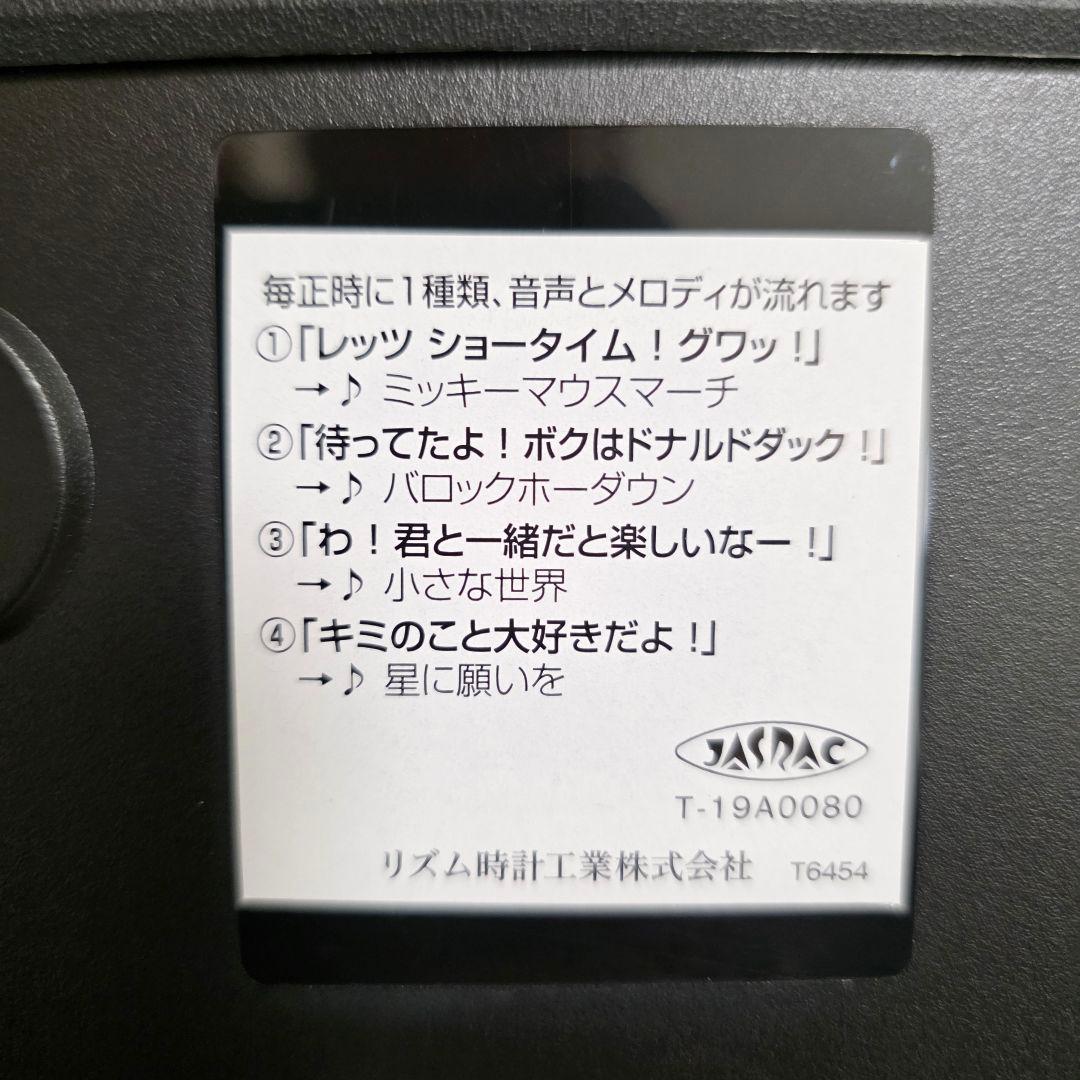 毎正時に1種類、音声とメロディが流れます
①「レッツ ショータイム!グワッ!」
→♪ ミッキーマウスマーチ
②「待ってたよ!ボクはドナルドダック!」
→♪ バロックホーダウン
③「わ!君と一緒だと楽しいなー!」
→♪ 小さな世界
④「キミのこと大好きだよ!」
→♪ 星に願いを
JASRAC
T-19A0080
リズム時計工業株式会社 T6454